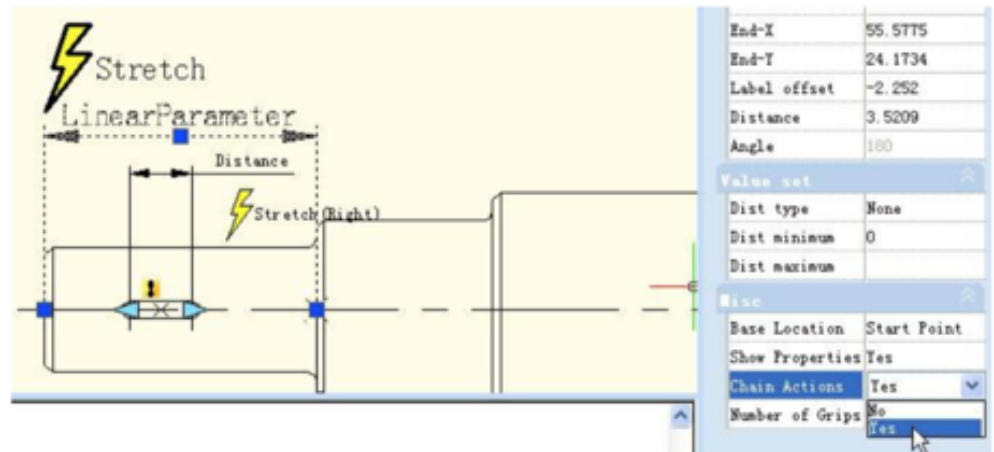 Stretch
LinearParameter
Distance
Stretch(Right)
End-X 55.5775
End-Y 24.1734
Label offset -2.252
Distance 3.5209
Angle 180
Value set
Dist type None
Dist minimum 0
Dist maximum
Misc
Base Location Start Point
Show Properties Yes
Chain Actions Yes
Number of Grips No
Yes